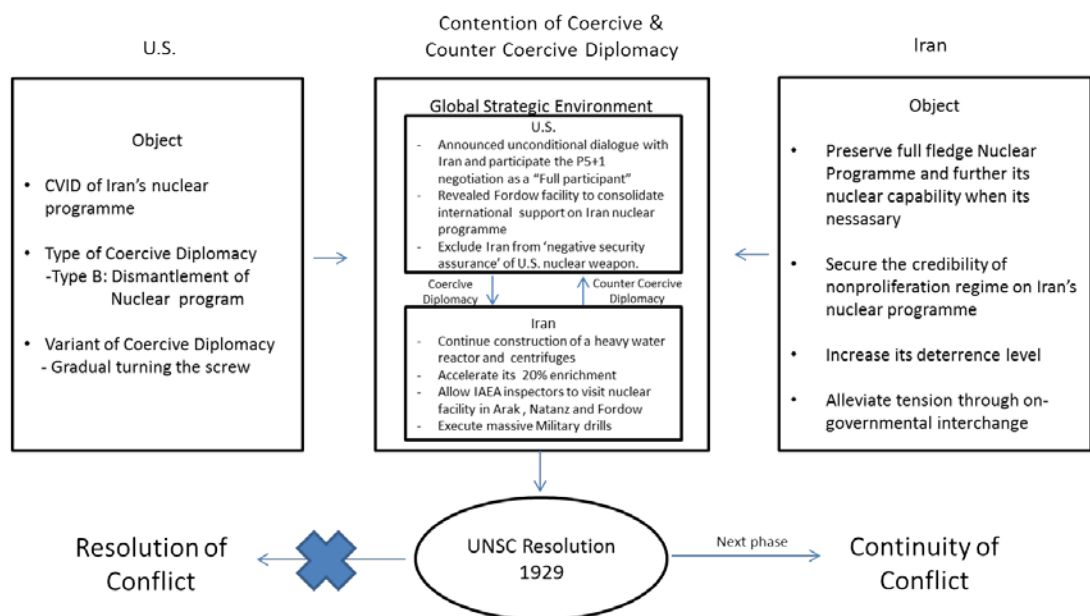 Contention of Coercive &
Counter Coercive Diplomacy
U.S.
Iran
Object
• CVID of Iran's nuclear
programme
• Type of Coercive Diplomacy
-Type B: Dismantlement of
Nuclear program
• Variant of Coercive Diplomacy
- Gradual turning the screw
Global Strategic Environment
U.S.
- Announced unconditional dialogue with
Iran and participate the P5+1
negotiation as a "Full participant"
- Revealed Fordow facility to consolidate
international support on Iran nuclear
programme
- Exclude Iran from 'negative security
assurance' of U.S. nuclear weapon.
Coercive
Diplomacy
Counter Coercive
Diplomacy
Iran
- Continue construction of a heavy water
reactor and centrifuges
- Accelerate its 20% enrichment
- Allow IAEA inspectors to visit nuclear
facility in Arak , Natanz and Fordow
- Execute massive Military drills
Object
• Preserve full fledge Nuclear
Programme and further its
nuclear capability when its
nessasary
• Secure the credibility of
nonproliferation regime on Iran's
nuclear programme
• Increase its deterrence level
• Alleviate tension through on-
governmental interchange
Resolution of
Conflict
UNSC Resolution
1929
Next phase
Continuity of
Conflict